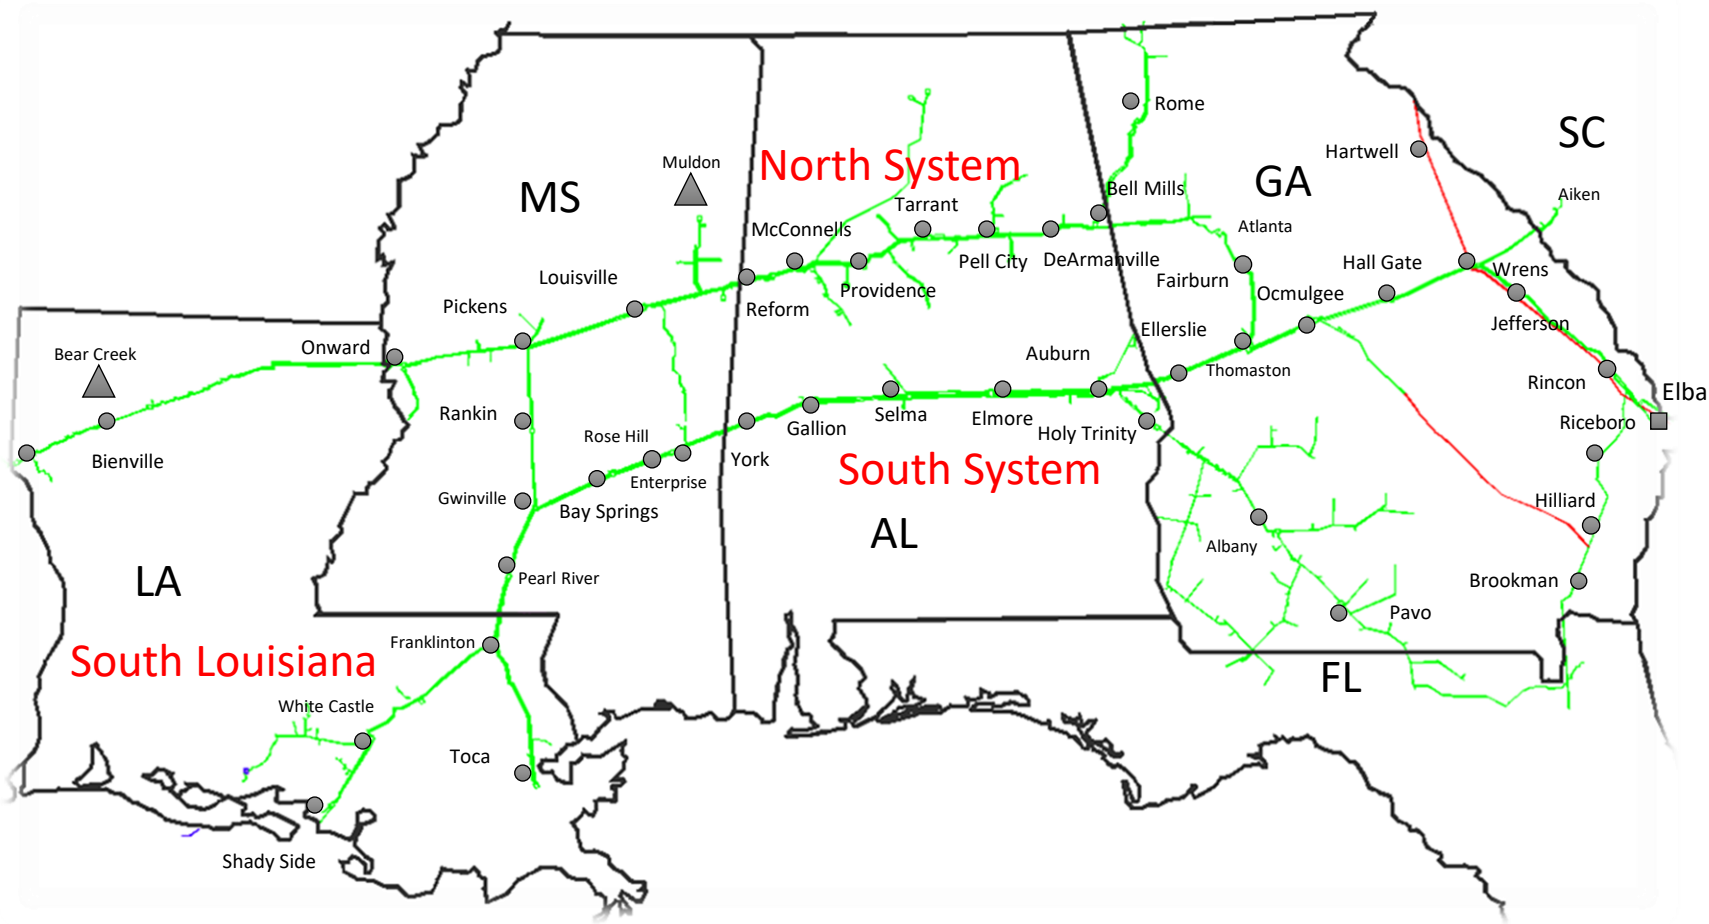 Rome
SC
Hartwell
Muldon
North System
GA
MS
Bell Mills
Aiken
Tarrant
McConnells
Atlanta
Pell City
DeArmanville
Hall Gate
Wrens
Louisville
Fairburn
Providence
Ocmulgee
Pickens
Reform
Jefferson
Ellerslie
Onward
Bear Creek
Auburn
Thomaston
Rincon
Elba
Rankin
Selma
Elmore
Riceboro
Gallion
Holy Trinity
Rose Hill
York
Bienville
South System
Enterprise
Gwinville
Hilliard
Bay Springs
AL
Albany
LA
Pearl River
Brookman
Pavo
Franklinton
South Louisiana
FL
White Castle
Toca
Shady Side